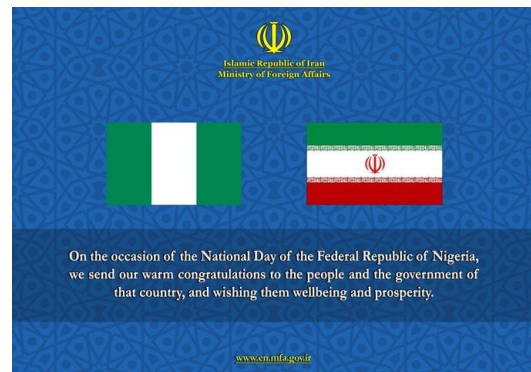 Islamic Republic of Iran
Ministry of Foreign Affairs
On the occasion of the National Day of the Federal Republic of Nigeria,
we send our warm congratulations to the people and the government of
that country, and wishing them wellbeing and prosperity.
www.en.mfa.gov.ir